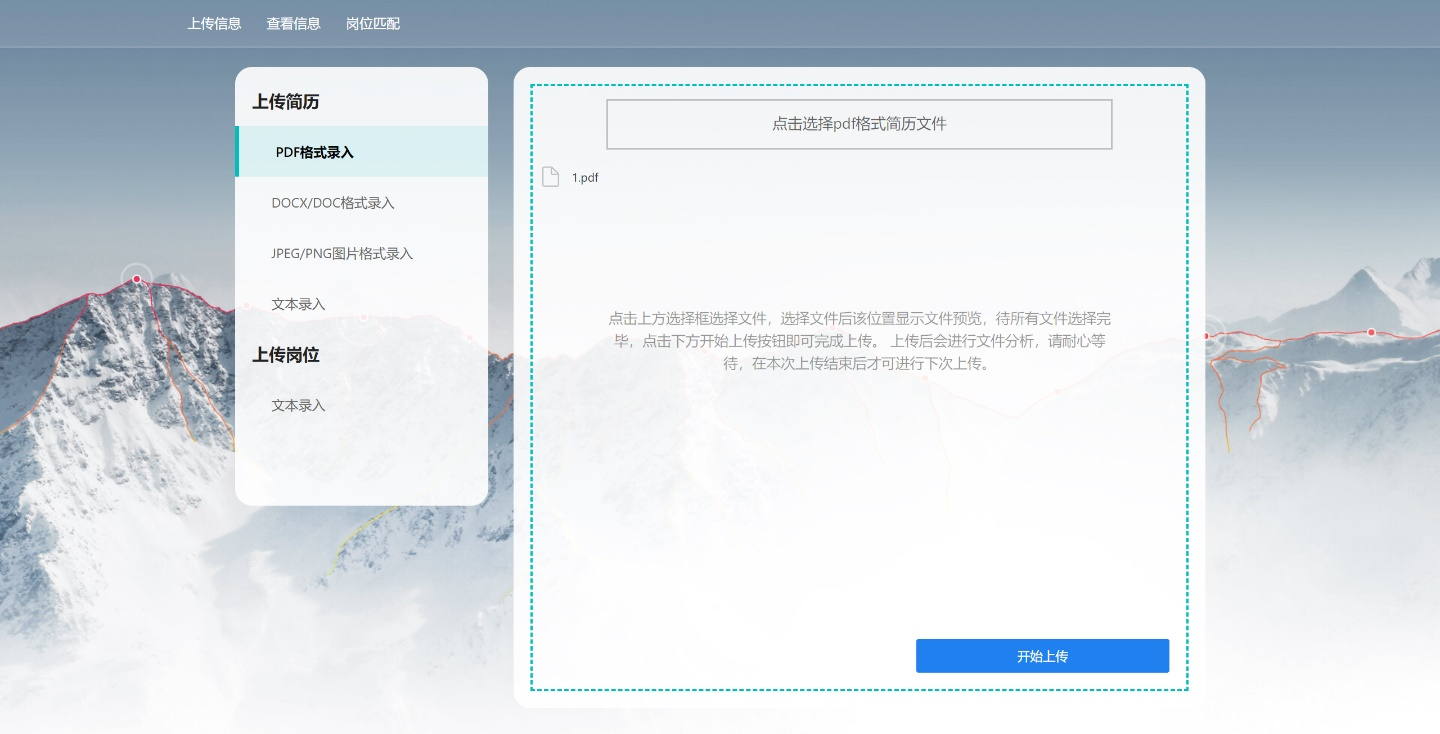 上传信息 查看信息 岗位匹配
上传简历
PDF格式录入
DOCX/DOC格式录入
JPEG/PNG图片格式录入
文本录入
上传岗位
文本录入
点击选择pdf格式简历文件
1.pdf
点击上方选择框选择文件，选择文件后该位置显示文件预览，待所有文件选择完
毕，点击下方开始上传按钮即可完成上传。 上传后会进行文件分析，请耐心等
待，在本次上传结束后才可进行下次上传。
开始上传